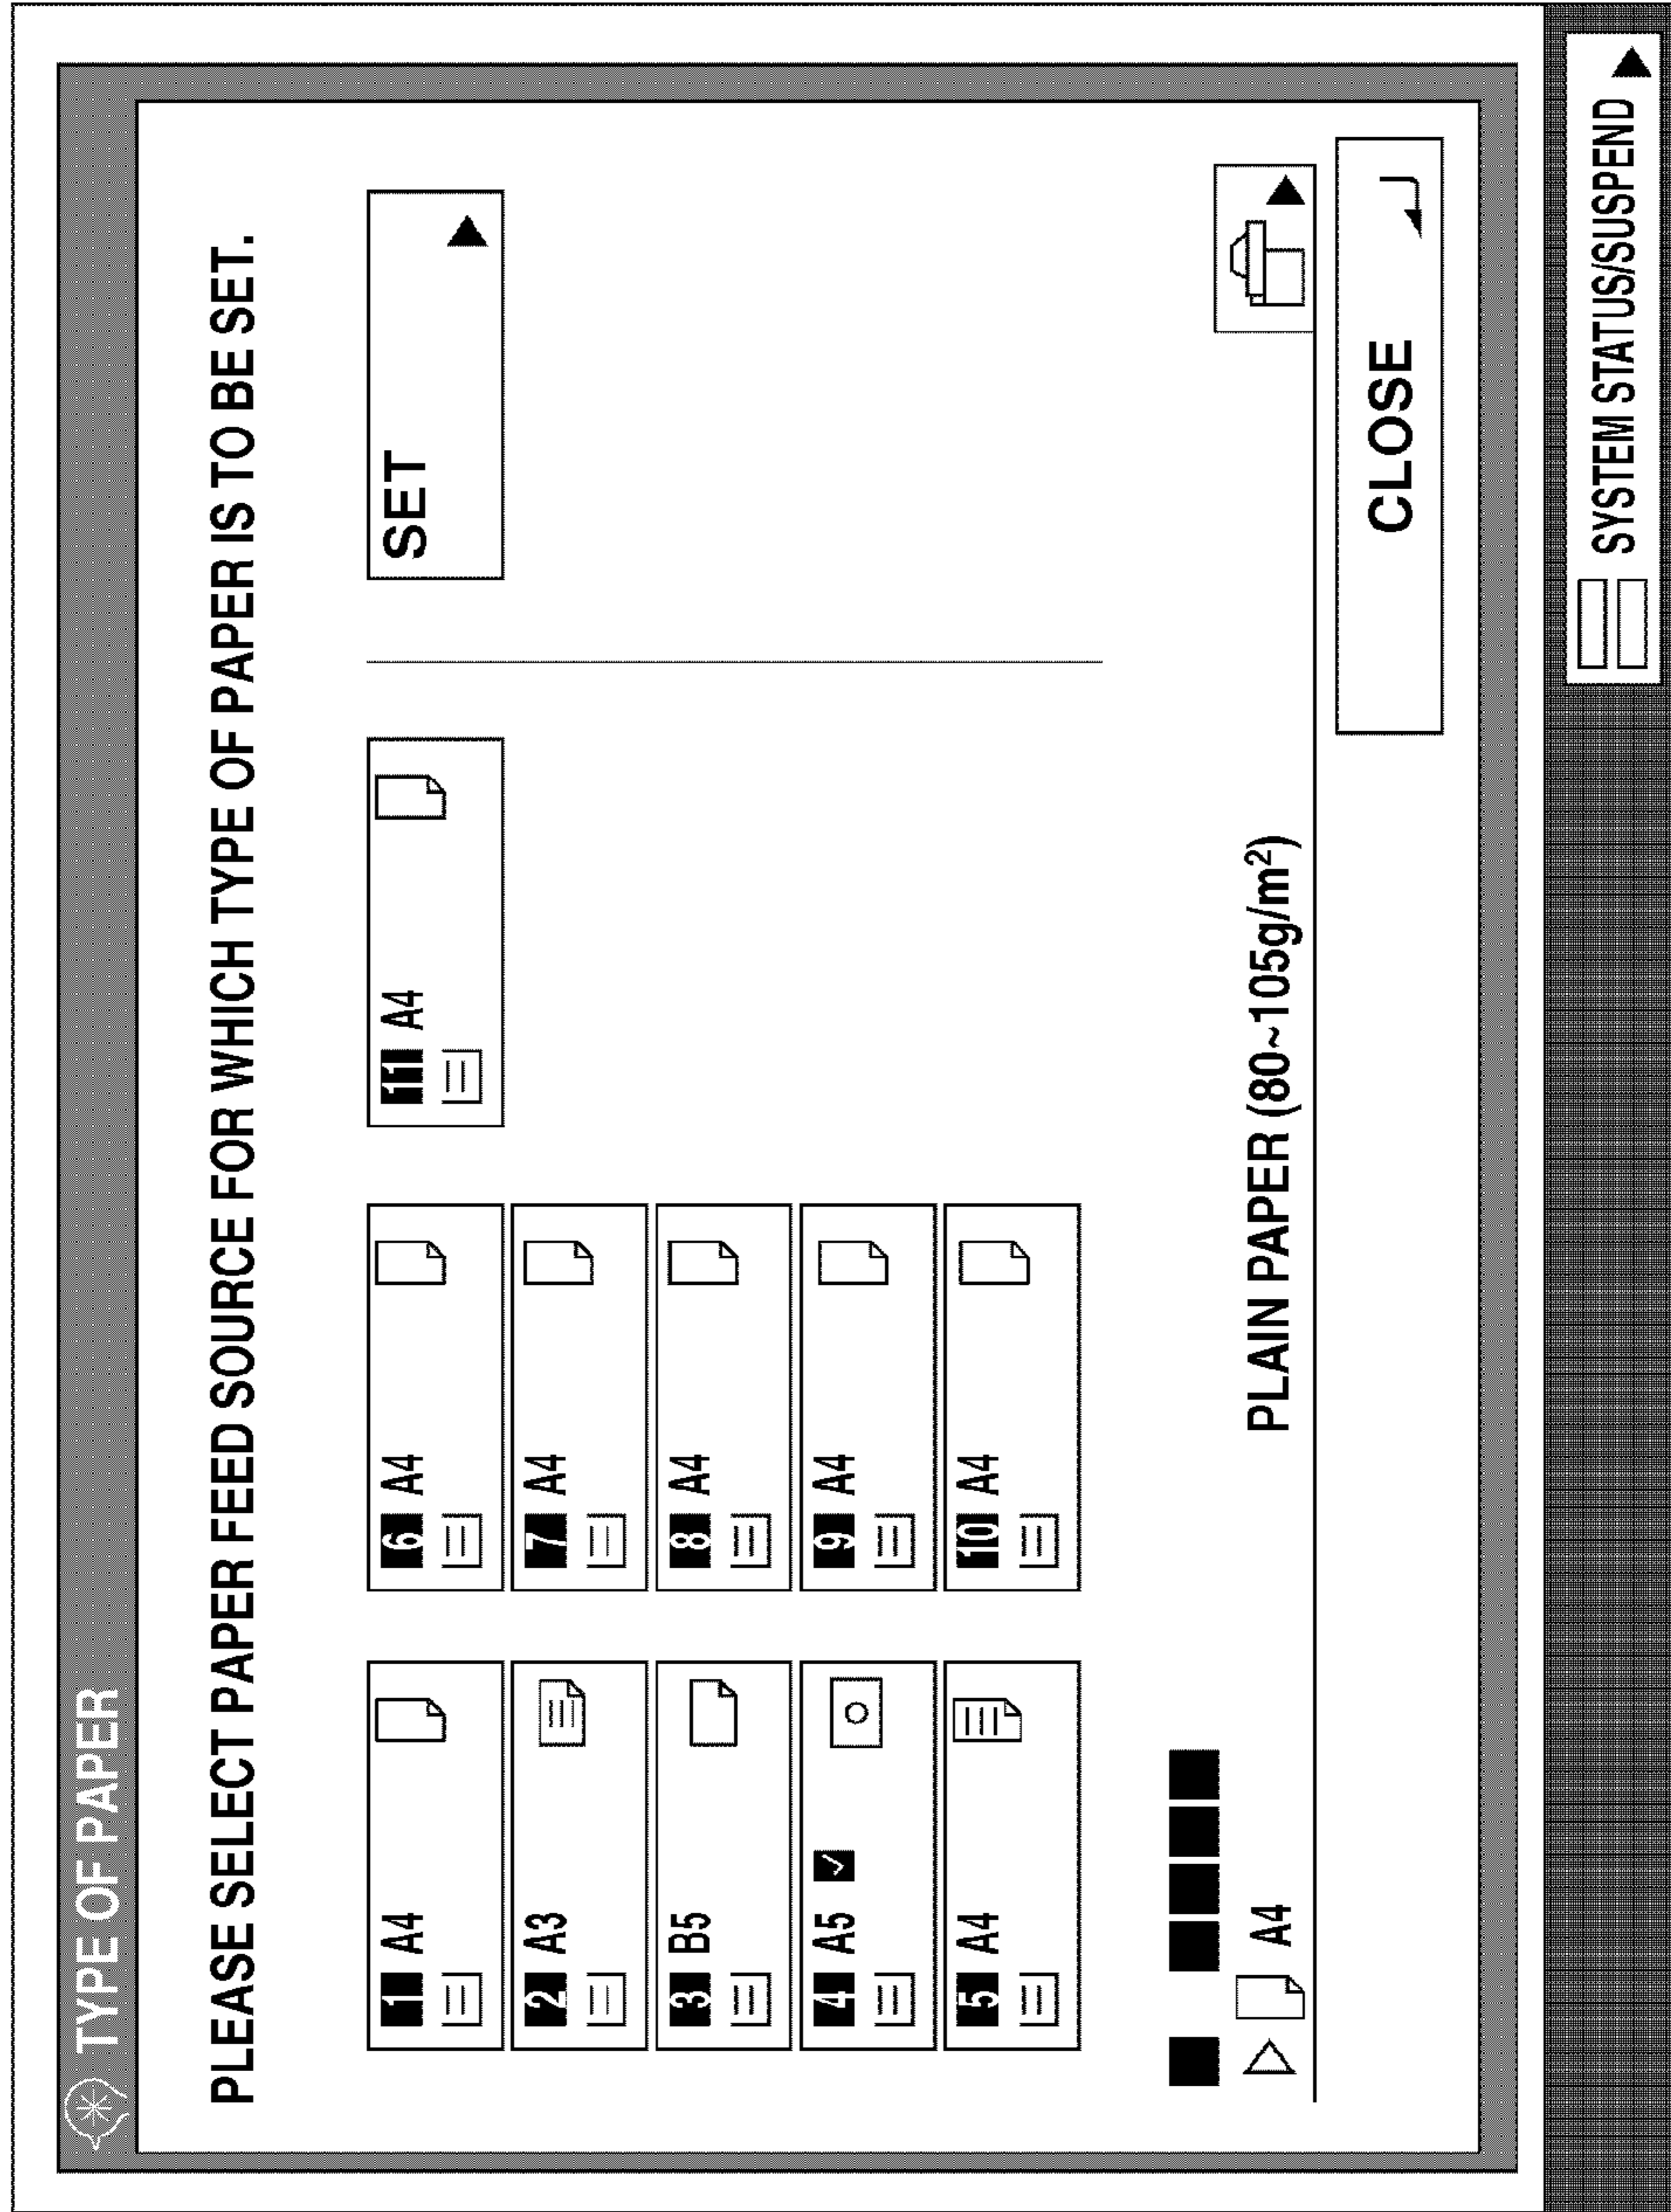 TYPE OF PAPER
PLEASE SELECT PAPER FEED SOURCE FOR WHICH TYPE OF PAPER IS TO BE SET.
1 A4
2 A3
3 B5
4 A5
5 A4
6 A4
7 A4
8 A4
9 A4
10 A4
11 A4
SET
A4
PLAIN PAPER (80~105g/m²)
CLOSE
SYSTEM STATUS/SUSPEND